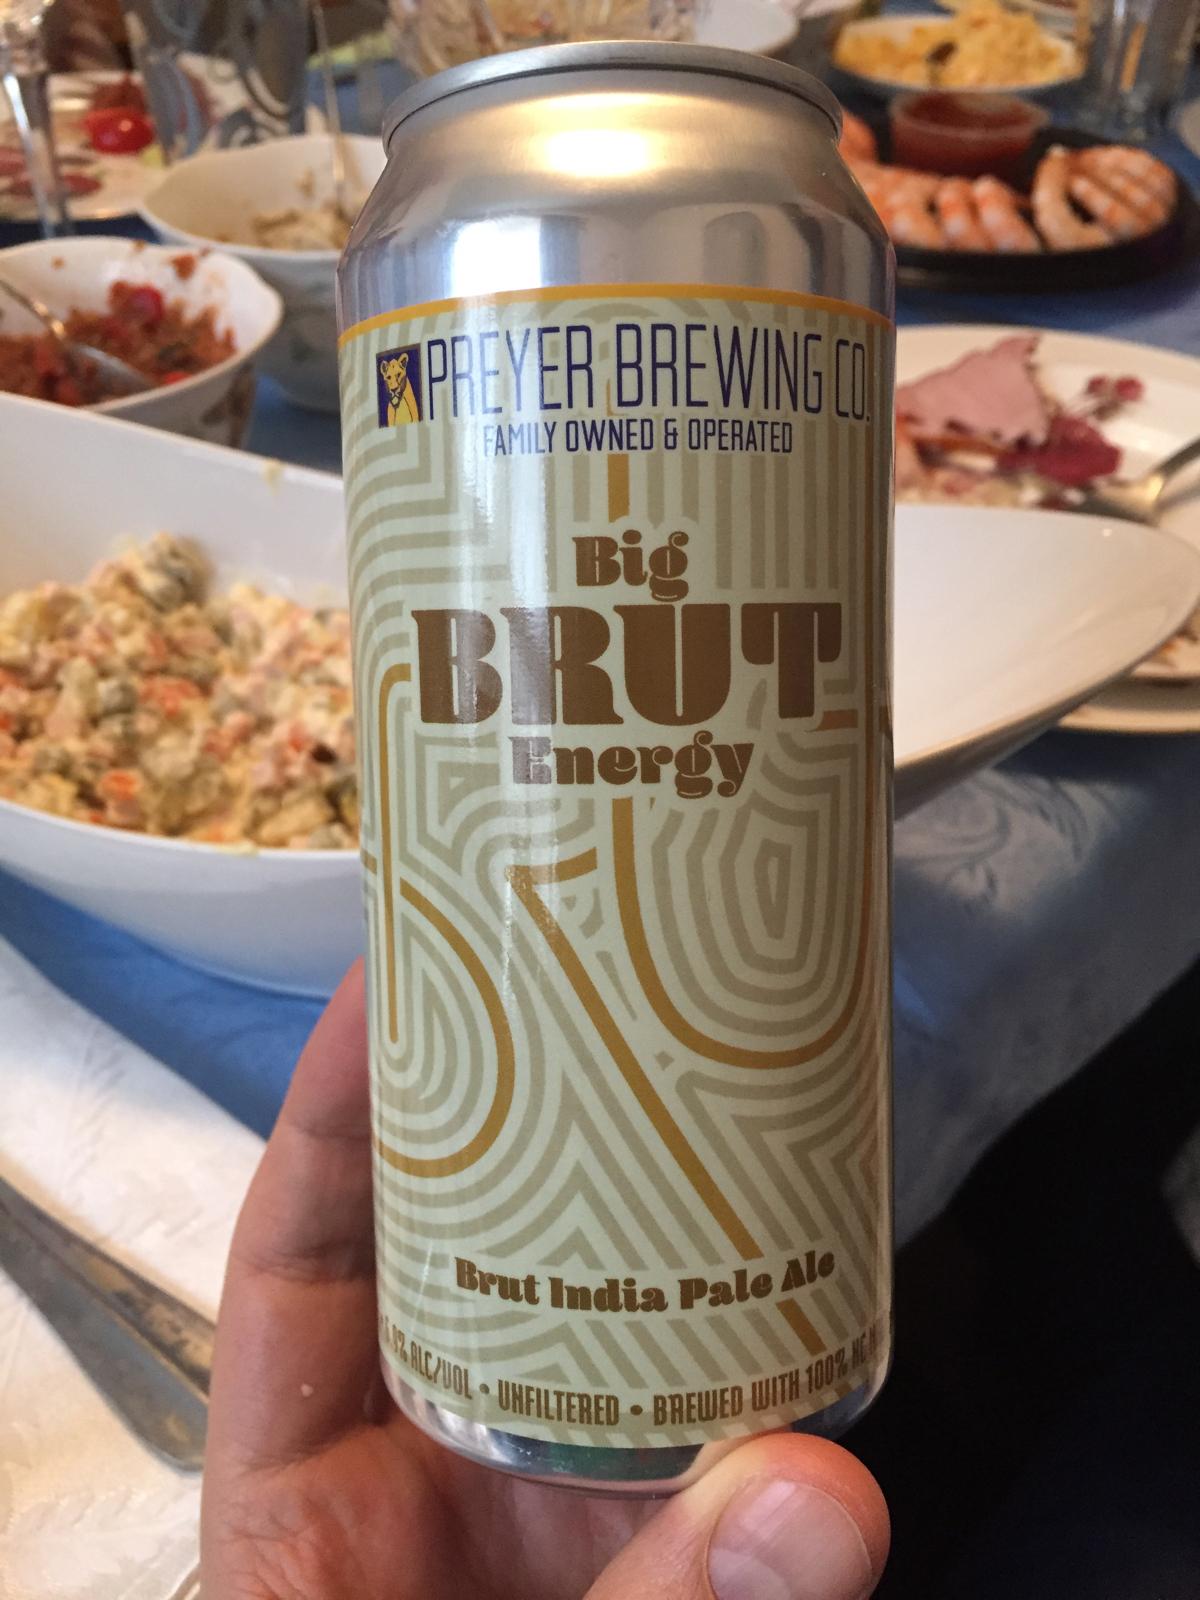 PREYER BREWING CO.
FAMILY OWNED & OPERATED
Big
BRUT
Energy
Brut India Pale Ale
ALC/VOL • UNFILTERED • BREWED WITH 100% NC